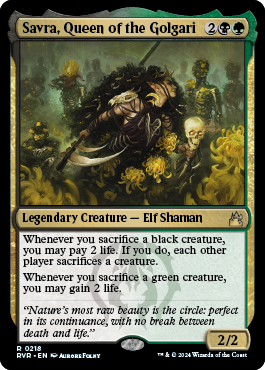 Savra, Queen of the Golgari 2
Legendary Creature — Elf Shaman
Whenever you sacrifice a black creature,
you may pay 2 life. If you do, each other
player sacrifices a creature.
Whenever you sacrifice a green creature,
you may gain 2 life.
“Nature's most raw beauty is the circle: perfect
in its continuance, with no break between
death and life.”
2/2
R 0218
RVR • EN Aurore Folny
™ & © 2024 Wizards of the Coast